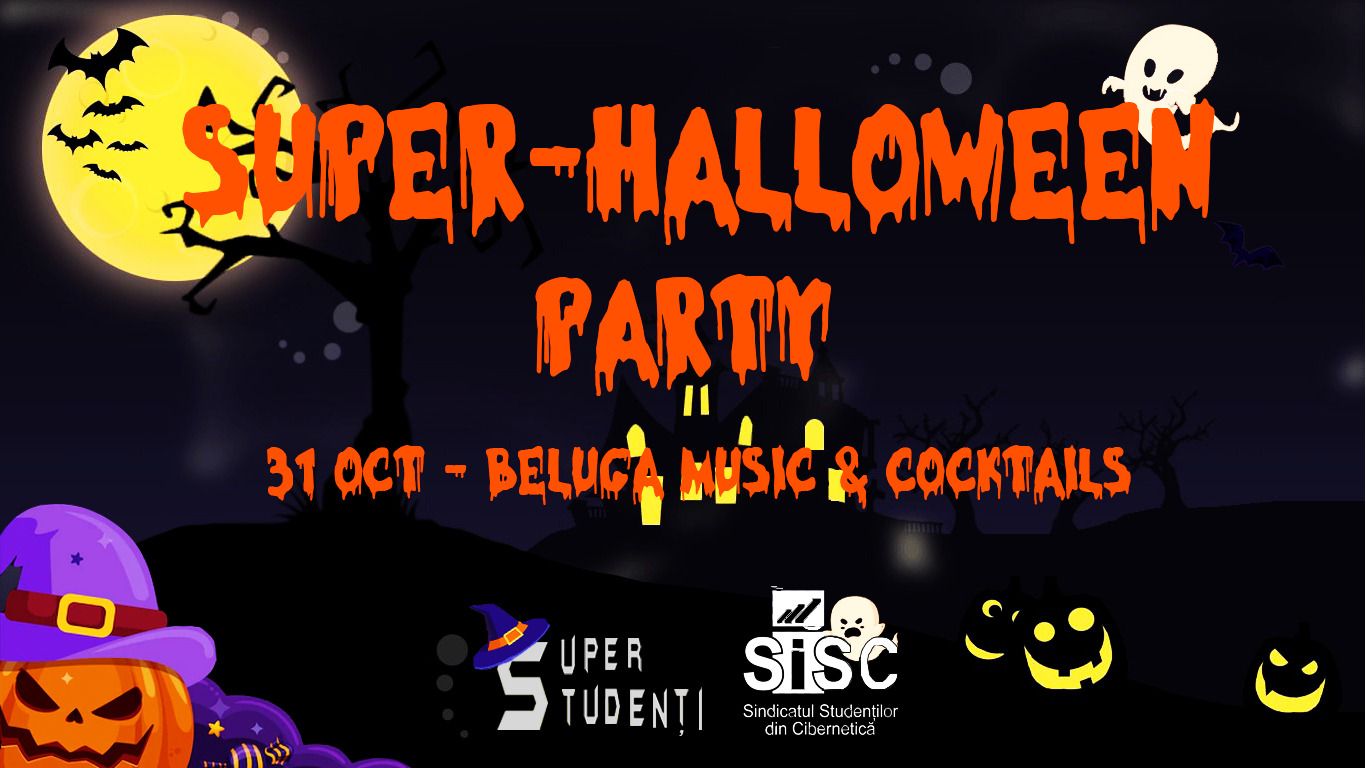 SUPER-HALLOWEEN
PARTY
31 OCT - BELUGA MUSIC & COCKTAILS
SUPER
STUDENȚI
SiSC
Sindicatul Studenților
din Cibernetică